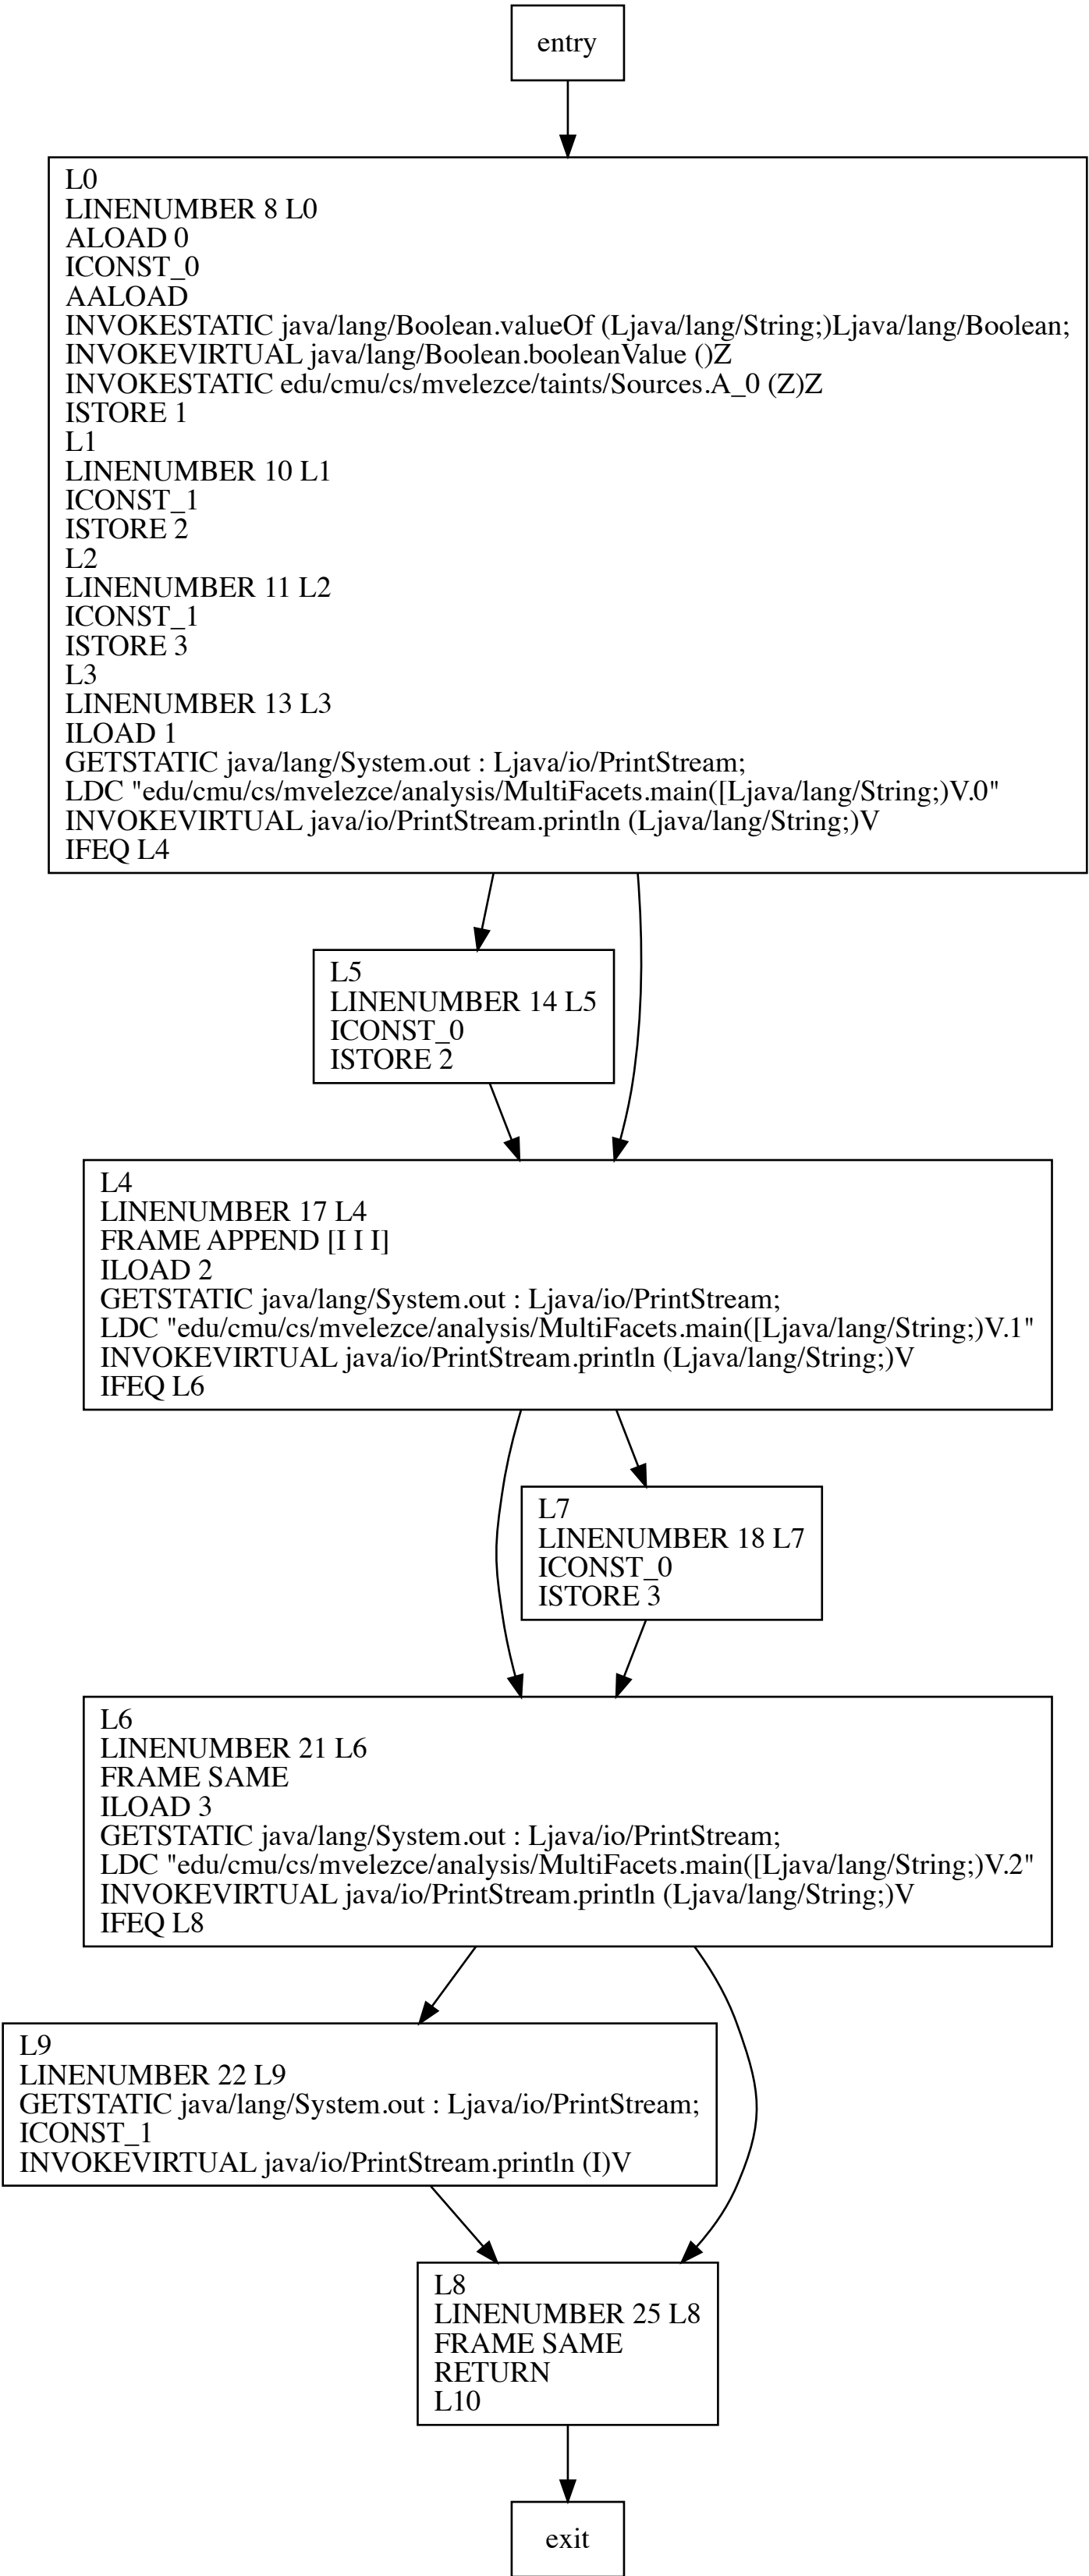 entry
L0
LINENUMBER 8 L0
ALOAD 0
ICONST_0
AALOAD
INVOKESTATIC java/lang/Boolean.valueOf (Ljava/lang/String;)Ljava/lang/Boolean;
INVOKEVIRTUAL java/lang/Boolean.booleanValue ()Z
INVOKESTATIC edu/cmu/cs/mvelezce/taints/Sources.A_0 (Z)Z
ISTORE 1
L1
LINENUMBER 10 L1
ICONST_1
ISTORE 2
L2
LINENUMBER 11 L2
ICONST_1
ISTORE 3
L3
LINENUMBER 13 L3
ILOAD 1
GETSTATIC java/lang/System.out : Ljava/io/PrintStream;
LDC "edu/cmu/cs/mvelezce/analysis/MultiFacets.main([Ljava/lang/String;)V.0"
INVOKEVIRTUAL java/io/PrintStream.println (Ljava/lang/String;)V
IFEQ L4
L5
LINENUMBER 14 L5
ICONST_0
ISTORE 2
L4
LINENUMBER 17 L4
FRAME APPEND [I I I]
ILOAD 2
GETSTATIC java/lang/System.out : Ljava/io/PrintStream;
LDC "edu/cmu/cs/mvelezce/analysis/MultiFacets.main([Ljava/lang/String;)V.1"
INVOKEVIRTUAL java/io/PrintStream.println (Ljava/lang/String;)V
IFEQ L6
L7
LINENUMBER 18 L7
ICONST_0
ISTORE 3
L6
LINENUMBER 21 L6
FRAME SAME
ILOAD 3
GETSTATIC java/lang/System.out : Ljava/io/PrintStream;
LDC "edu/cmu/cs/mvelezce/analysis/MultiFacets.main([Ljava/lang/String;)V.2"
INVOKEVIRTUAL java/io/PrintStream.println (Ljava/lang/String;)V
IFEQ L8
L9
LINENUMBER 22 L9
GETSTATIC java/lang/System.out : Ljava/io/PrintStream;
ICONST_1
INVOKEVIRTUAL java/io/PrintStream.println (I)V
L8
LINENUMBER 25 L8
FRAME SAME
RETURN
L10
exit